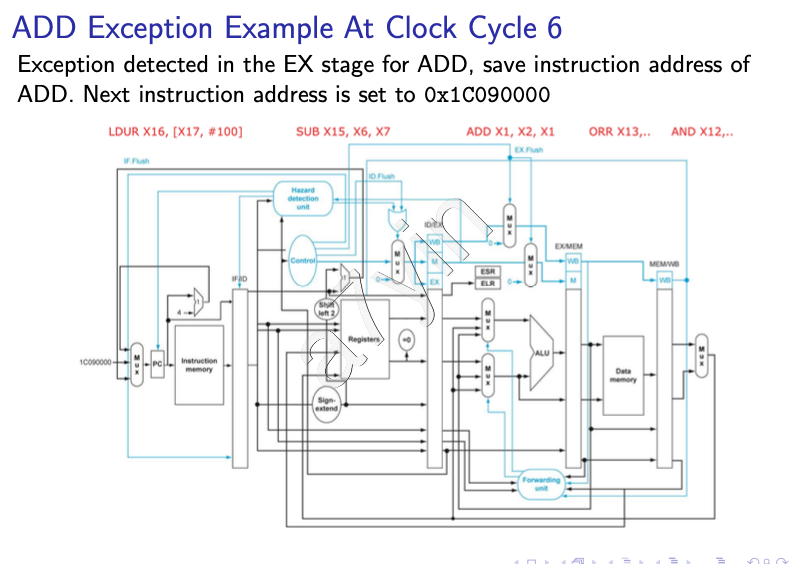 ADD Exception Example At Clock Cycle 6
Exception detected in the EX stage for ADD, save instruction address of
ADD. Next instruction address is set to 0x1C090000
LDUR X16, [X17, #100]
SUB X15, X6, X7
ADD X1, X2, X1
ORR X13,..
AND X12,..
EX.Flush
IF.Flush
ID.Flush
Hazard
detection
unit
M
u
x
ID/EX
WB
0
EX/MEM
Control
M
u
x
M
0
M
u
x
WB
MEM/WB
ESR
IF/ID
EX
ELR
0
M
WB
4
Shift
left 2
M
u
x
Registers
=0
ALU
1C090000
M
u
x
PC
Instruction
memory
M
u
x
Data
memory
M
u
x
Sign-
extend
Forwarding
unit